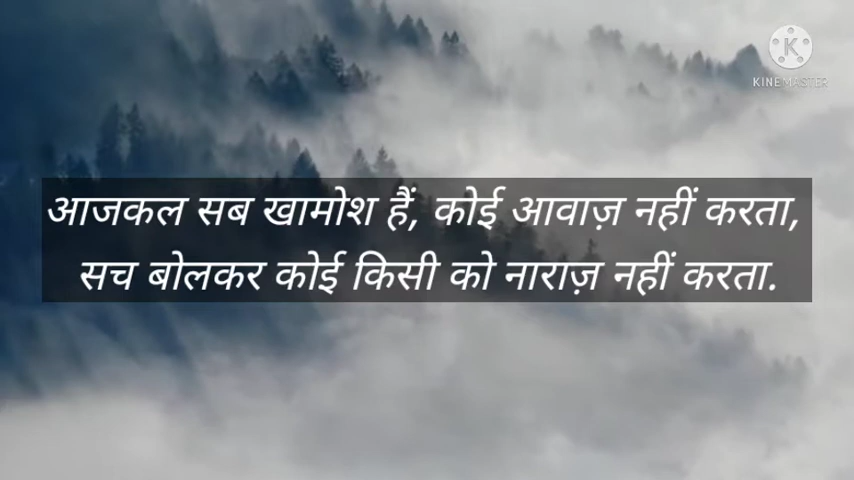 KINEMASTER
आजकल सब खामोश हैं, कोई आवाज़ नहीं करता,
सच बोलकर कोई किसी को नाराज़ नहीं करता.